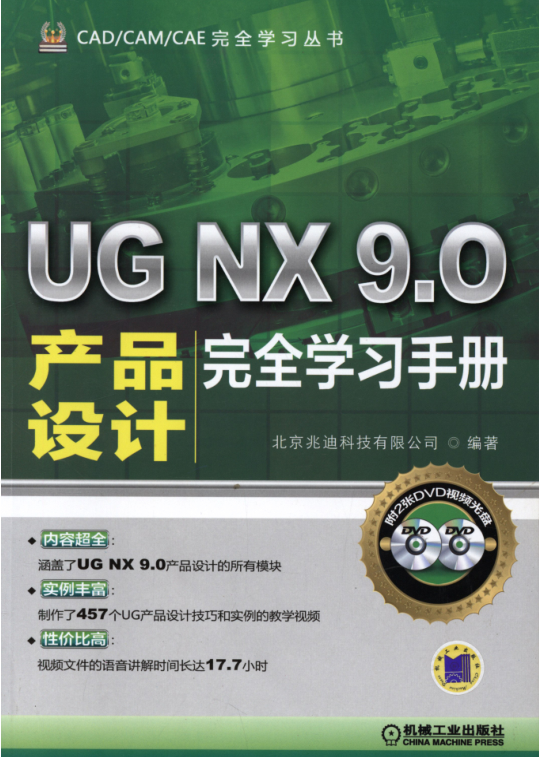 CAD/CAM/CAE 完全学习丛书
UG NX 9.0
产品
设计
完全学习手册
北京兆迪科技有限公司 ◎ 编著
附2张DVD视频光盘
DVD DVD
◆ 内容超全：
涵盖了UG NX 9.0产品设计的所有模块
◆ 实例丰富：
制作了457个UG产品设计技巧和实例的教学视频
◆ 性价比高：
视频文件的语音讲解时间长达17.7小时
机械工业出版社
CHINA MACHINE PRESS